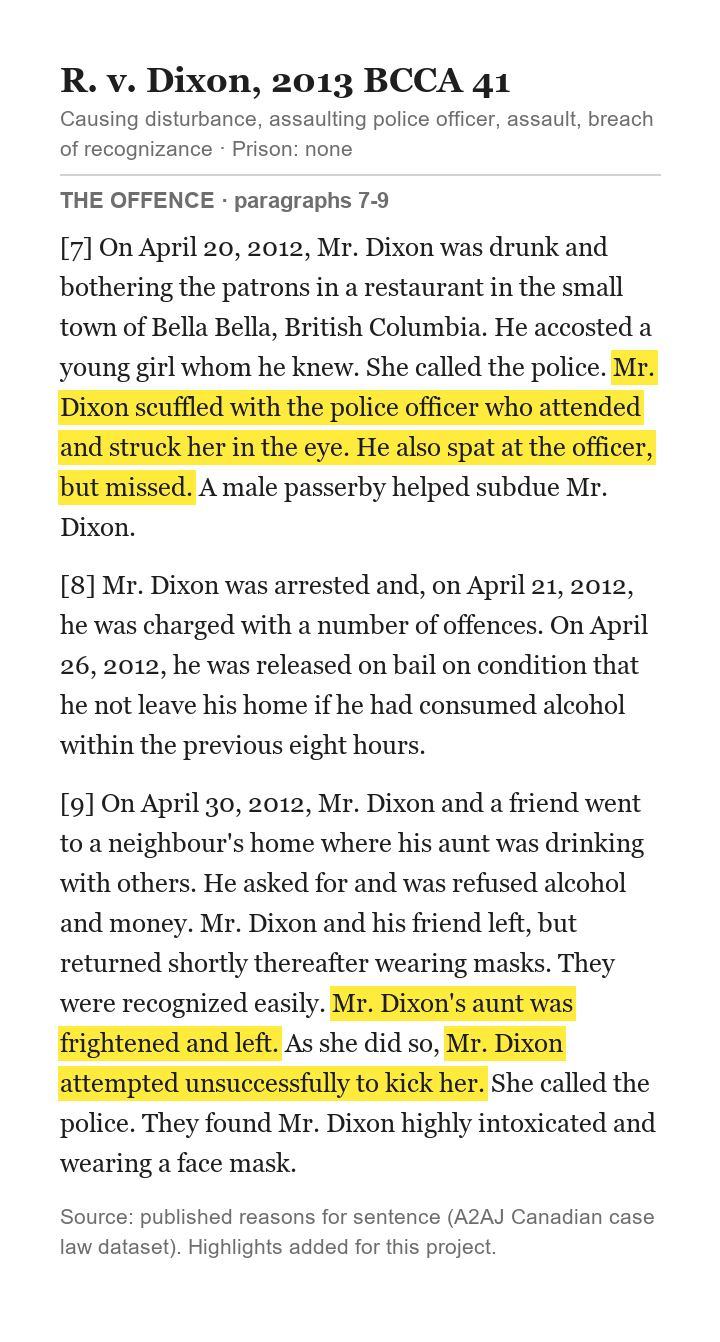 R. v. Dixon, 2013 BCCA 41
Causing disturbance, assaulting police officer, assault, breach
of recognizance · Prison: none
THE OFFENCE · paragraphs 7-9
[7] On April 20, 2012, Mr. Dixon was drunk and
bothering the patrons in a restaurant in the small
town of Bella Bella, British Columbia. He accosted a
young girl whom he knew. She called the police. Mr.
Dixon scuffled with the police officer who attended
and struck her in the eye. He also spat at the officer,
but missed. A male passerby helped subdue Mr.
Dixon.
[8] Mr. Dixon was arrested and, on April 21, 2012,
he was charged with a number of offences. On April
26, 2012, he was released on bail on condition that
he not leave his home if he had consumed alcohol
within the previous eight hours.
[9] On April 30, 2012, Mr. Dixon and a friend went
to a neighbour's home where his aunt was drinking
with others. He asked for and was refused alcohol
and money. Mr. Dixon and his friend left, but
returned shortly thereafter wearing masks. They
were recognized easily. Mr. Dixon's aunt was
frightened and left. As she did so, Mr. Dixon
attempted unsuccessfully to kick her. She called the
police. They found Mr. Dixon highly intoxicated and
wearing a face mask.
Source: published reasons for sentence (A2AJ Canadian case
law dataset). Highlights added for this project.